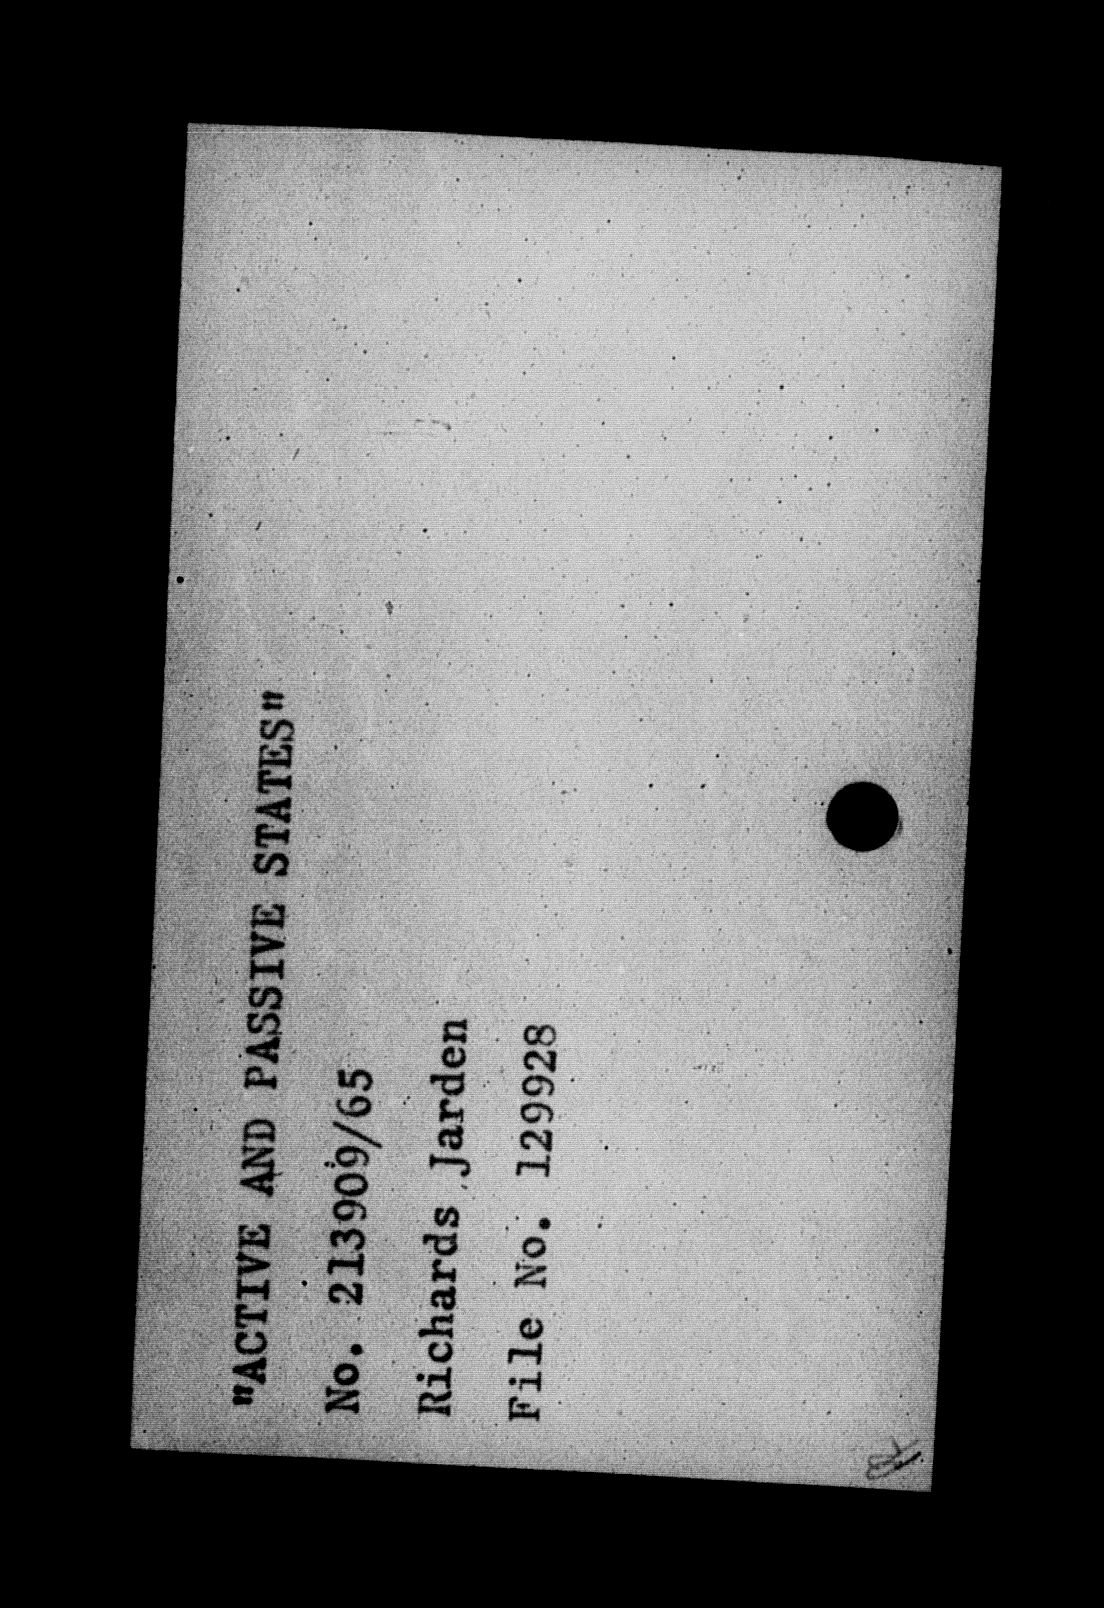 "ACTIVE AND PASSIVE STATES"
No. 213909/65
Richards Jarden
File No. 129928